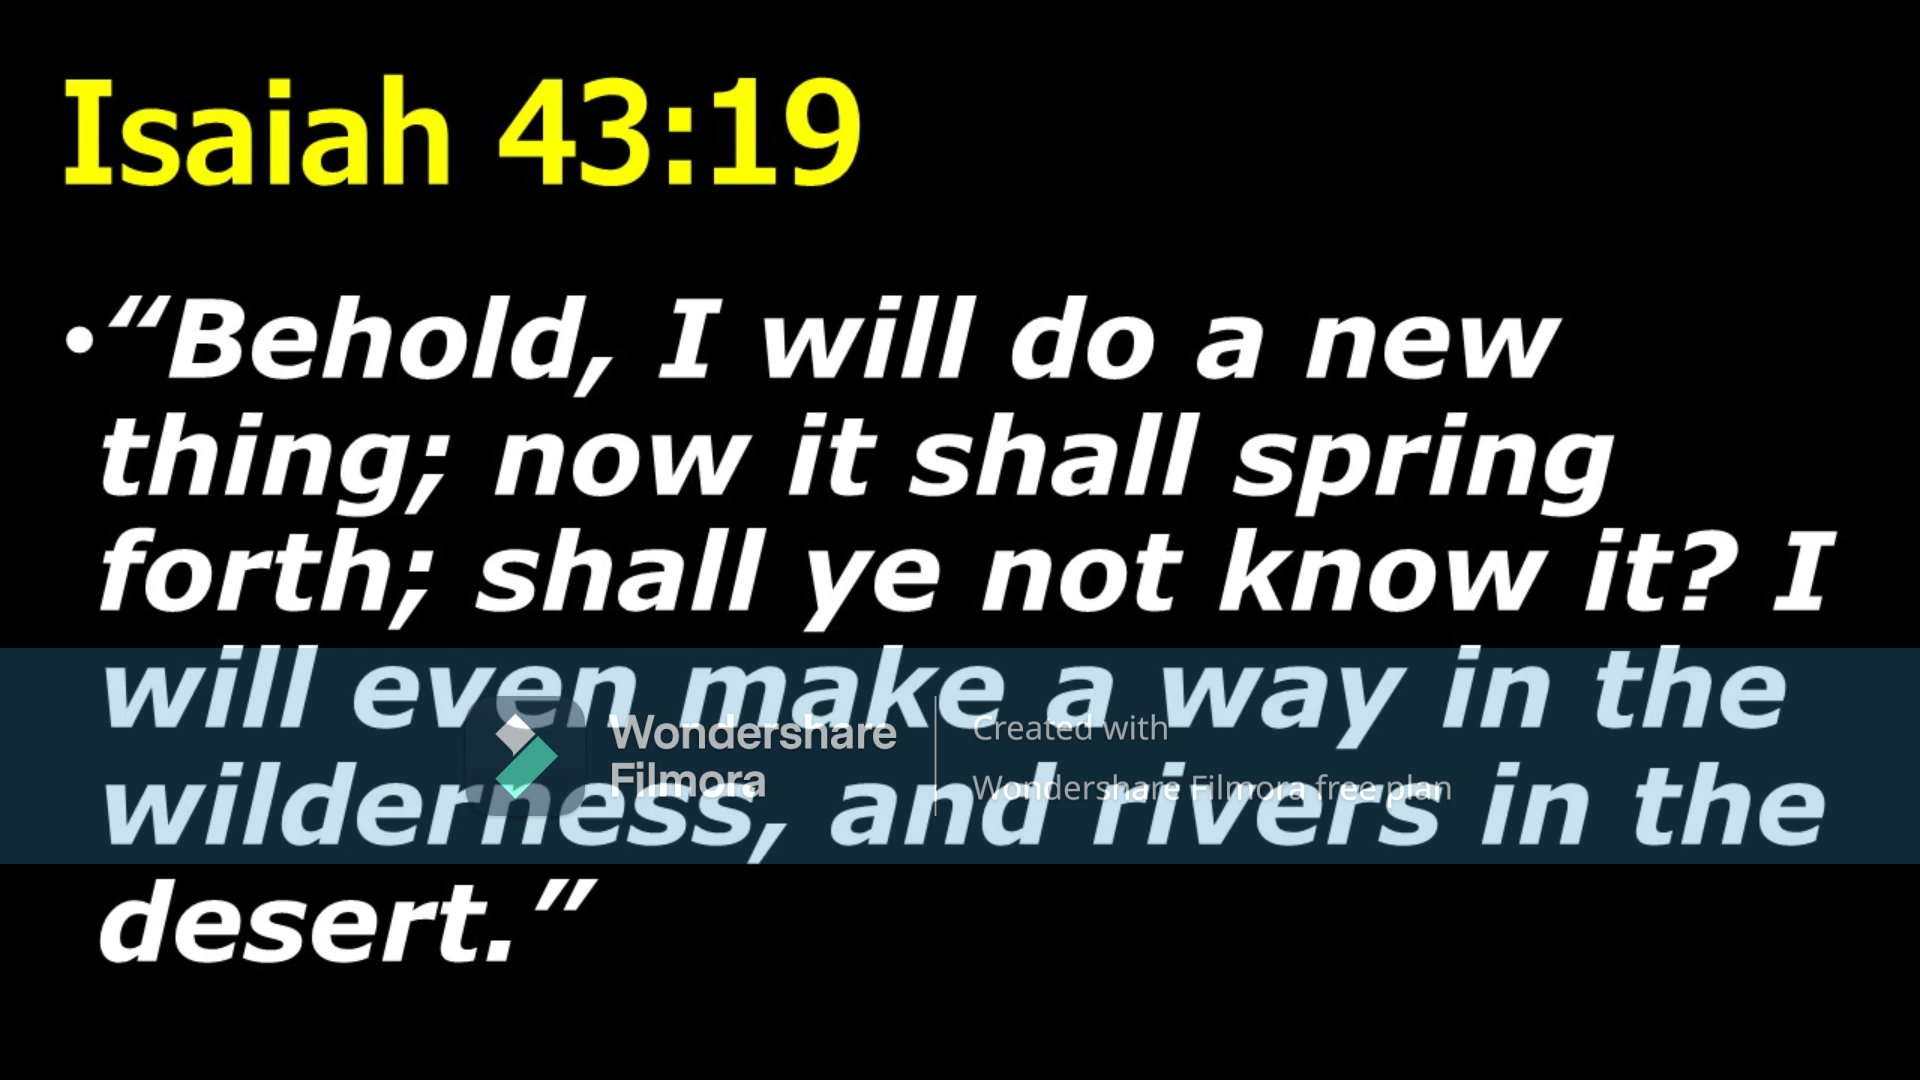 Isaiah 43:19
•“Behold, I will do a new
thing; now it shall spring
forth; shall ye not know it? I
will even make a way in the
Wondershare
Filmora
Created with
Wondershare Filmora free plan
wilderness, and rivers in the
desert.”